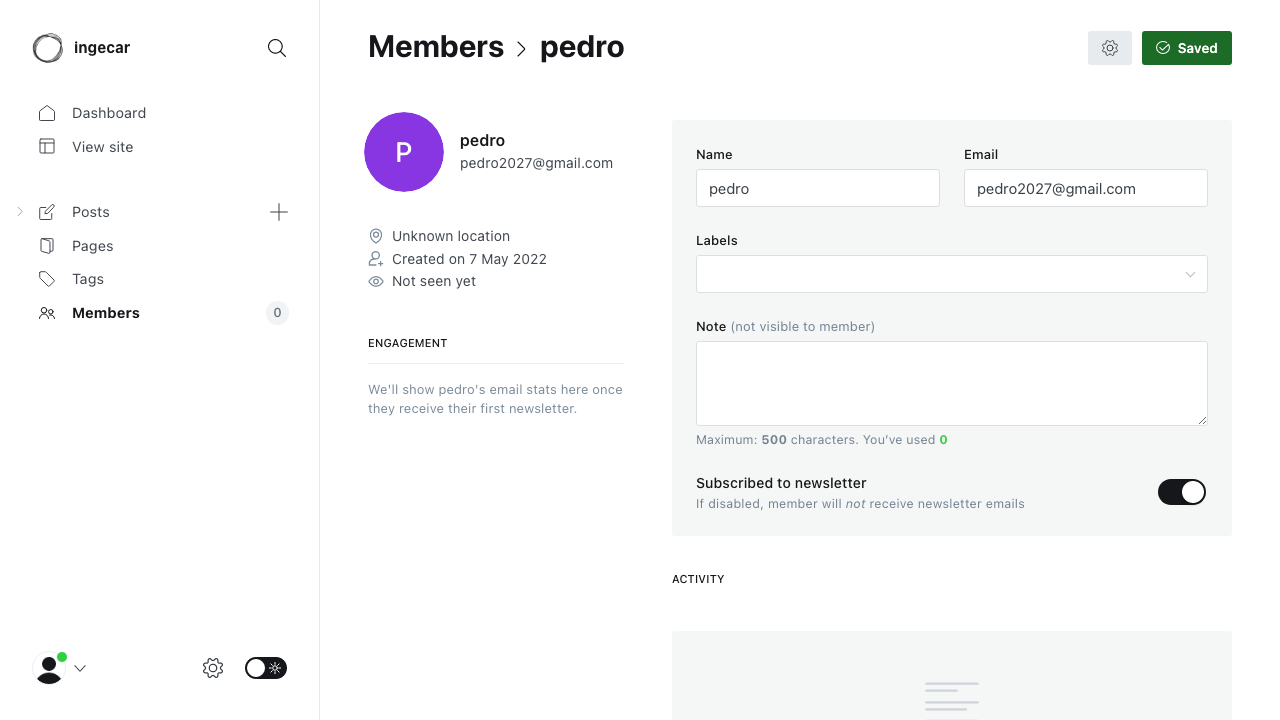 ingecar
Dashboard
View site
Posts
Pages
Tags
Members
0
Members
pedro
Saved
P
pedro
pedro2027@gmail.com
Unknown location
Created on 7 May 2022
Not seen yet
ENGAGEMENT
We'll show pedro's email stats here once
they receive their first newsletter.
Name
pedro
Email
pedro2027@gmail.com
Labels
Note (not visible to member)
Maximum: 500 characters. You've used 0
Subscribed to newsletter
If disabled, member will not receive newsletter emails
ACTIVITY